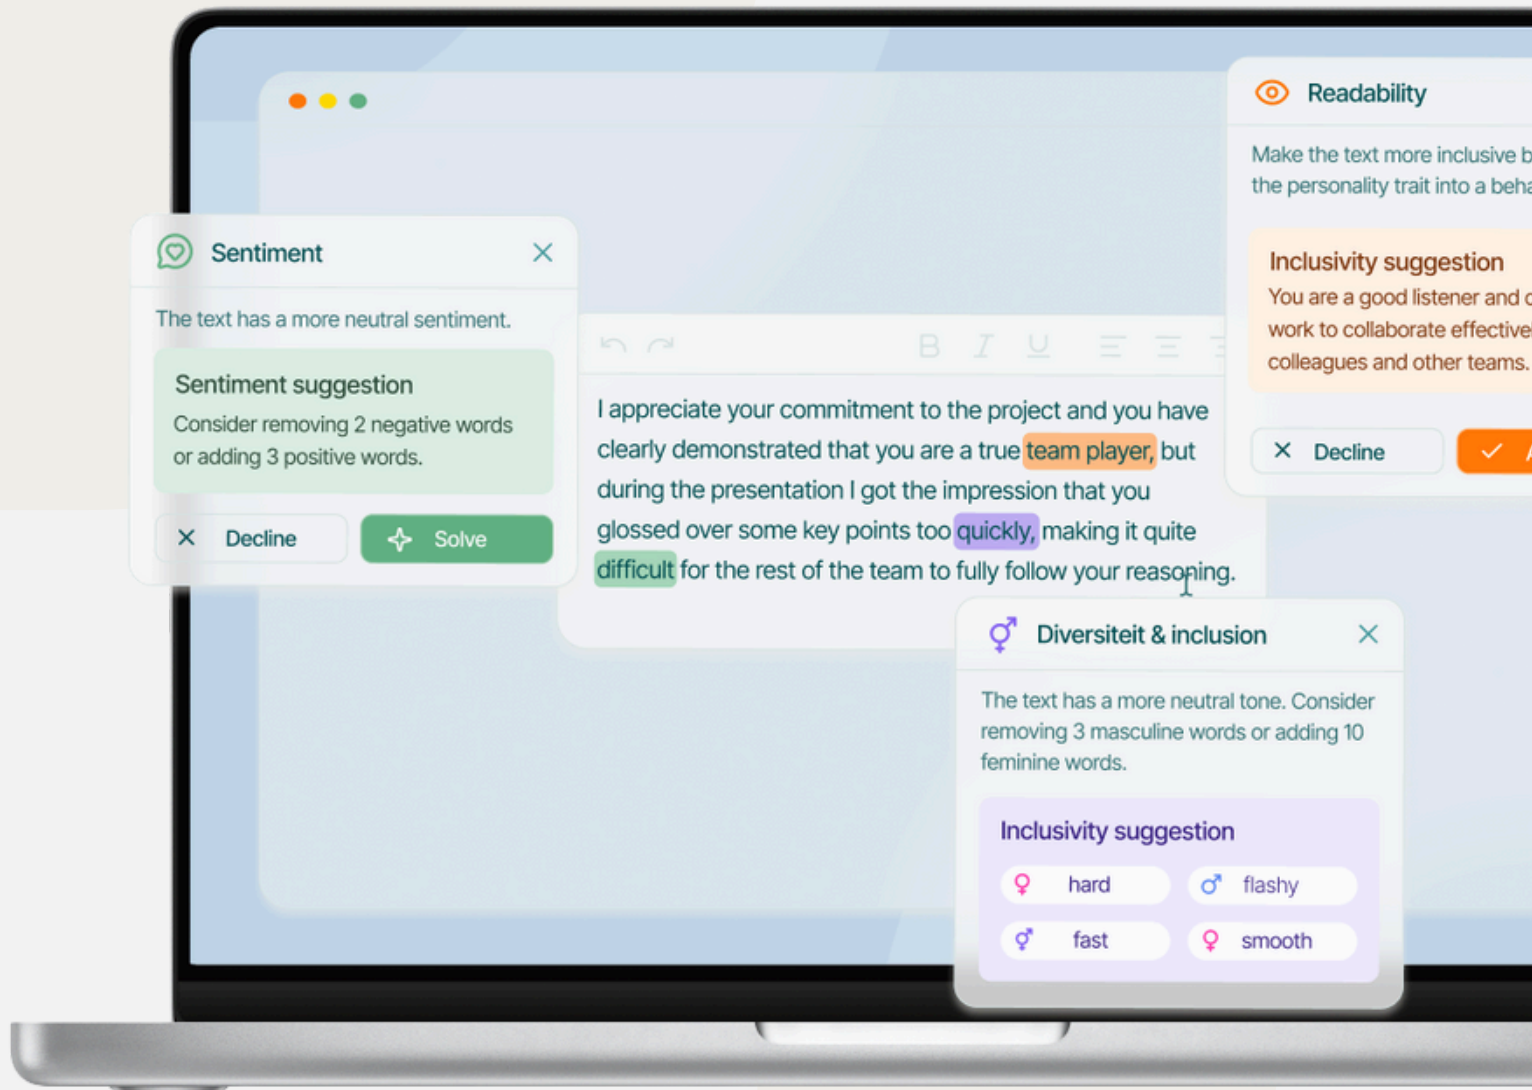 Readability
Make the text more inclusive b
the personality trait into a beha
Inclusivity suggestion
You are a good listener and
work to collaborate effective
colleagues and other teams.
Decline
Sentiment
The text has a more neutral sentiment.
Sentiment suggestion
Consider removing 2 negative words
or adding 3 positive words.
Decline
Solve
B I U
I appreciate your commitment to the project and you have
clearly demonstrated that you are a true team player, but
during the presentation I got the impression that you
glossed over some key points too quickly, making it quite
difficult for the rest of the team to fully follow your reasoning.
Diversiteit & inclusion
The text has a more neutral tone. Consider
removing 3 masculine words or adding 10
feminine words.
Inclusivity suggestion
hard
flashy
fast
smooth